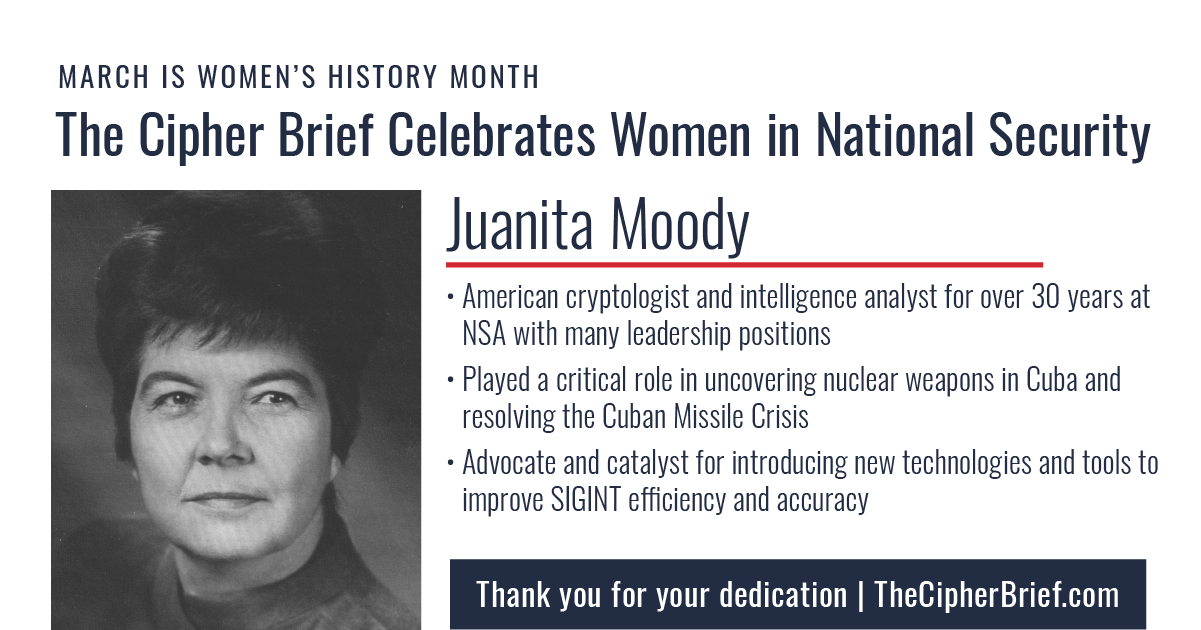 MARCH IS WOMEN’S HISTORY MONTH
The Cipher Brief Celebrates Women in National Security
Juanita Moody
• American cryptologist and intelligence analyst for over 30 years at
NSA with many leadership positions
• Played a critical role in uncovering nuclear weapons in Cuba and
resolving the Cuban Missile Crisis
• Advocate and catalyst for introducing new technologies and tools to
improve SIGINT efficiency and accuracy
Thank you for your dedication | TheCipherBrief.com